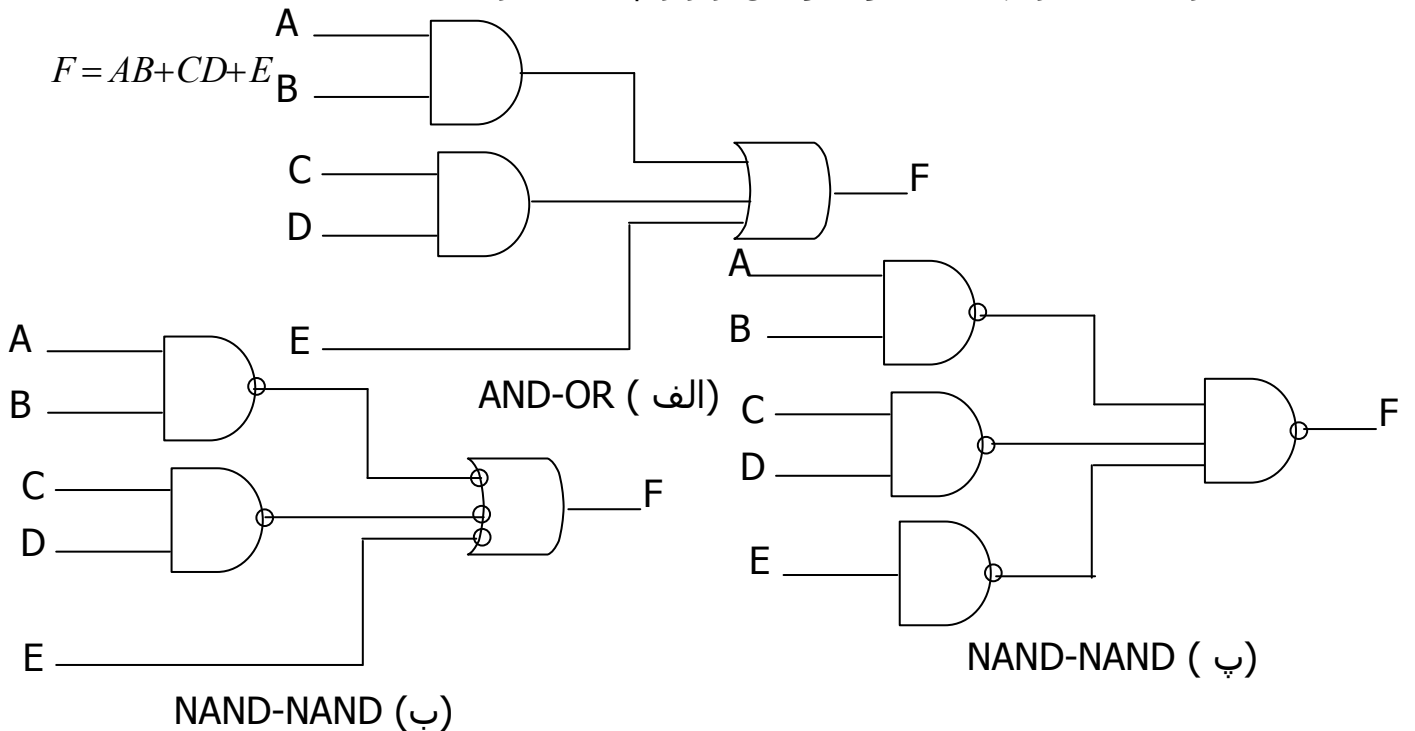 A
F = AB+CD+E
B
C
F
D
E
AND-OR ( الف)
A
B
C
F
D
E
NAND-NAND ( پ)
A
B
C
F
D
E
NAND-NAND (ب)